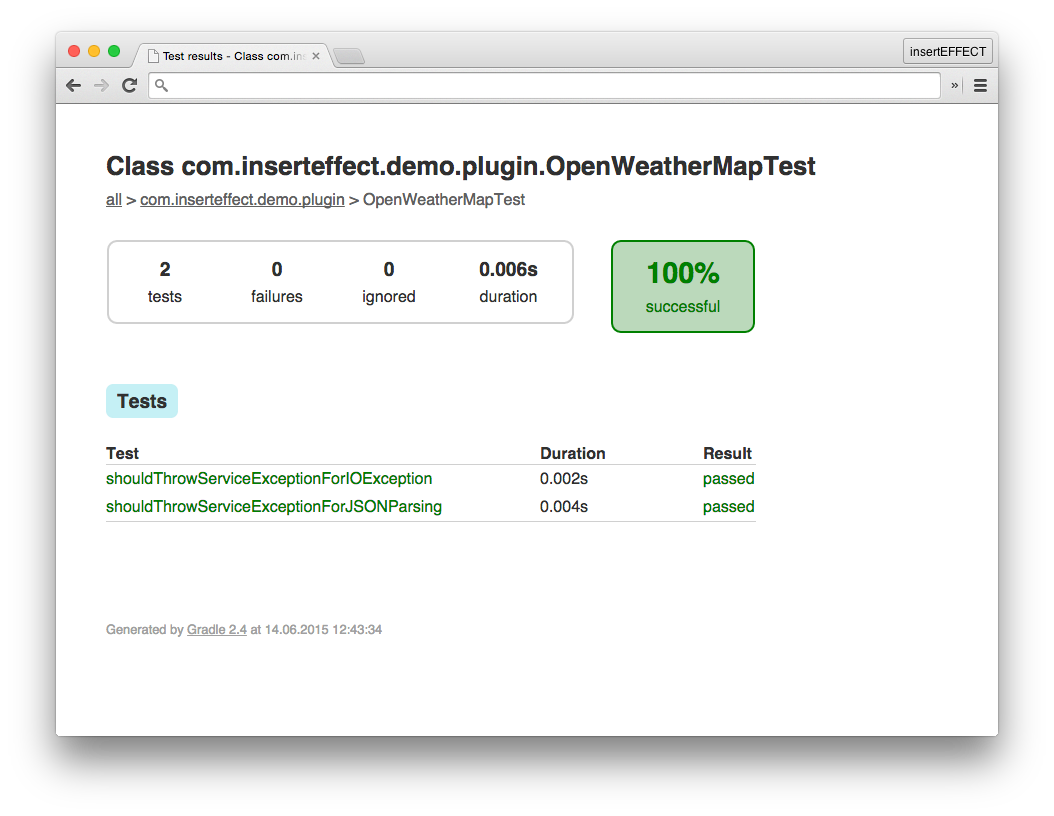 Test results - Class com.in
insertEFFECT
»
Class com.inserteffect.demo.plugin.OpenWeatherMapTest
all > com.inserteffect.demo.plugin > OpenWeatherMapTest
2 0 0 0.006s
tests failures ignored duration
100%
successful
Tests
Test Duration Result
shouldThrowServiceExceptionForIOException 0.002s passed
shouldThrowServiceExceptionForJSONParsing 0.004s passed
Generated by Gradle 2.4 at 14.06.2015 12:43:34